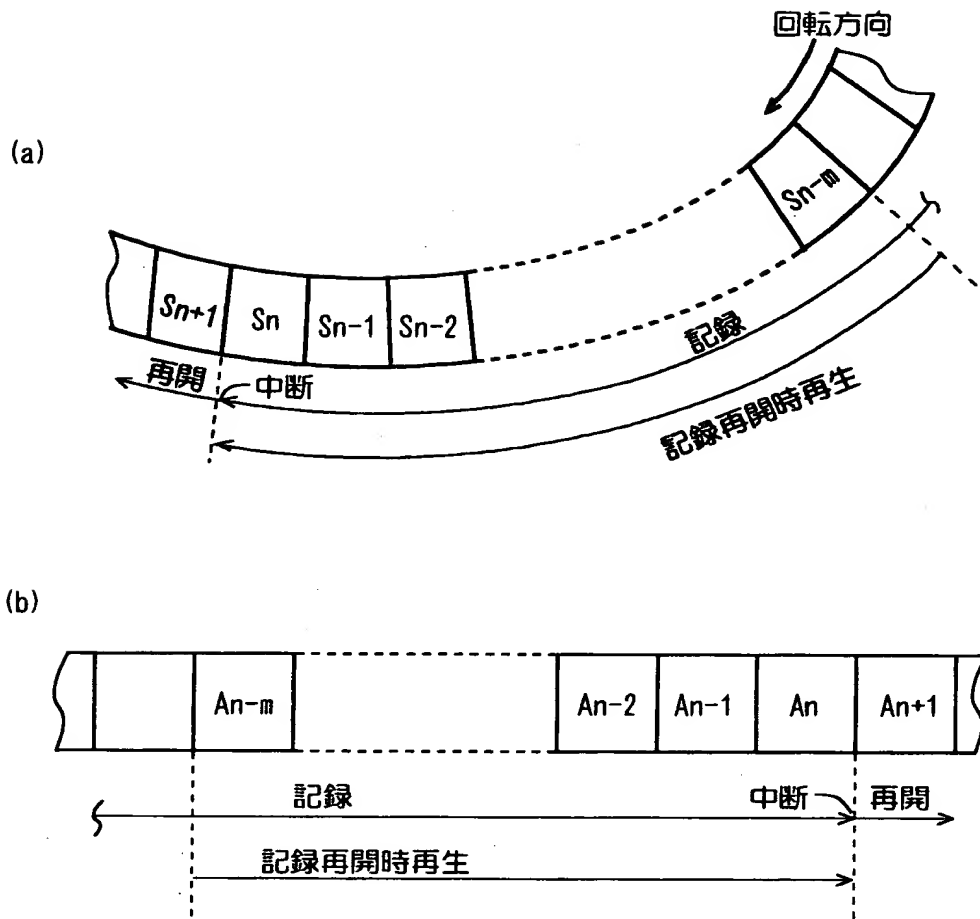 回転方向
(a)
Sn-m
Sn+1
Sn
Sn-1
Sn-2
記録
再開
中断
記録再開時再生
(b)
An-m
An-2
An-1
An
An+1
記録
中断
再開
記録再開時再生